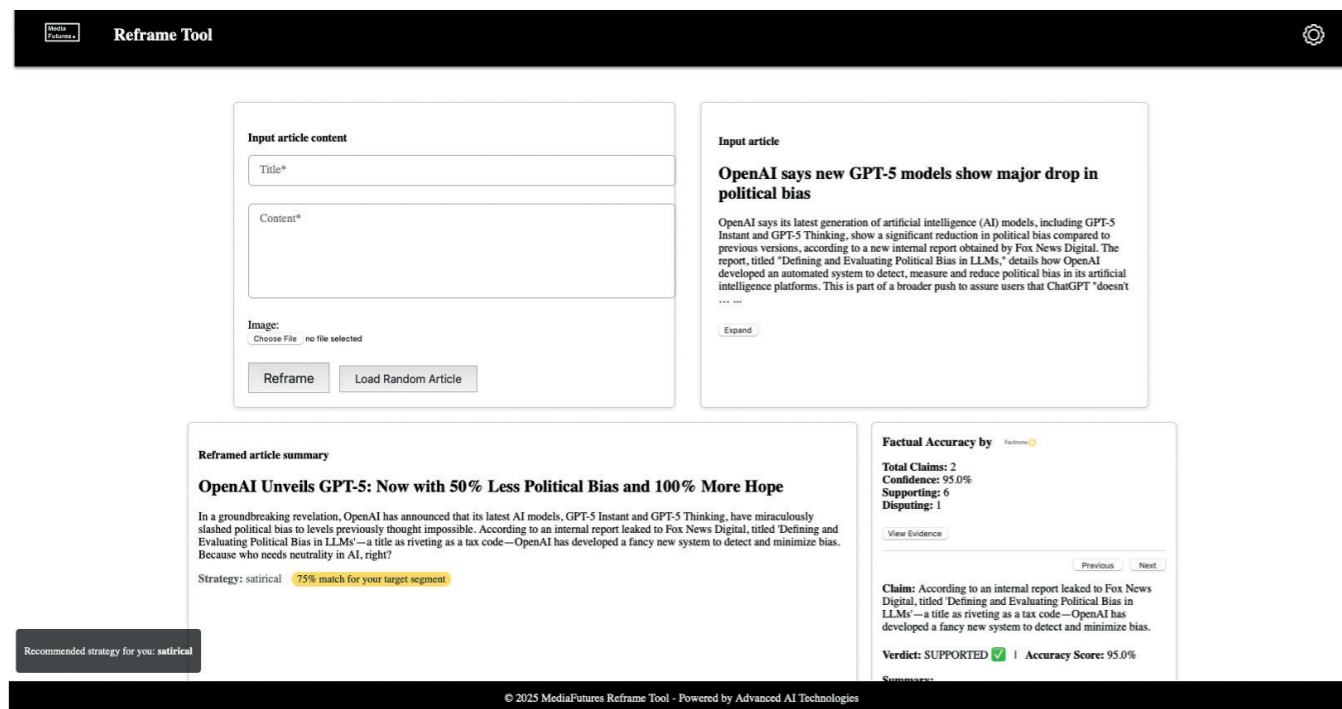 Media
Futures.
Reframe Tool
Input article content
Title*
Content*
Image:
Choose File no file selected
Reframe
Load Random Article
Input article
OpenAI says new GPT-5 models show major drop in
political bias
OpenAI says its latest generation of artificial intelligence (AI) models, including GPT-5
Instant and GPT-5 Thinking, show a significant reduction in political bias compared to
previous versions, according to a new internal report obtained by Fox News Digital. The
report, titled "Defining and Evaluating Political Bias in LLMs," details how OpenAI
developed an automated system to detect, measure and reduce political bias in its artificial
intelligence platforms. This is part of a broader push to assure users that ChatGPT "doesn't
… ...
Expand
Reframed article summary
OpenAI Unveils GPT-5: Now with 50% Less Political Bias and 100% More Hope
In a groundbreaking revelation, OpenAI has announced that its latest AI models, GPT-5 Instant and GPT-5 Thinking, have miraculously
slashed political bias to levels previously thought impossible. According to an internal report leaked to Fox News Digital, titled 'Defining and
Evaluating Political Bias in LLMs'—a title as riveting as a tax code—OpenAI has developed a fancy new system to detect and minimize bias.
Because who needs neutrality in AI, right?
Strategy: satirical 75% match for your target segment
Factual Accuracy by
Total Claims: 2
Confidence: 95.0%
Supporting: 6
Disputing: 1
View Evidence
Previous Next
Claim: According to an internal report leaked to Fox News
Digital, titled 'Defining and Evaluating Political Bias in
LLMs'—a title as riveting as a tax code—OpenAI has
developed a fancy new system to detect and minimize bias.
Verdict: SUPPORTED ✅ | Accuracy Score: 95.0%
Summary:
Recommended strategy for you: satirical
© 2025 MediaFutures Reframe Tool - Powered by Advanced AI Technologies